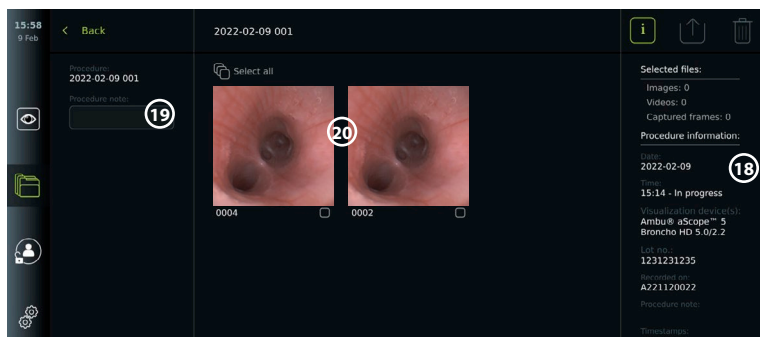 15:58
9 Feb
Back
2022-02-09 001
i
Procedure:
2022-02-09 001
Procedure note:
19
Select all
20
0004
0002
Selected files:
Images: 0
Videos: 0
Captured frames: 0
Procedure information:
Date:
2022-02-09
18
Time:
15:14 - In progress
Visualization device(s):
Ambu® aScope™ 5
Broncho HD 5.0/2.2
Lot no.:
1231231235
Recorded on:
A221120022
Procedure note:
Timestamps: